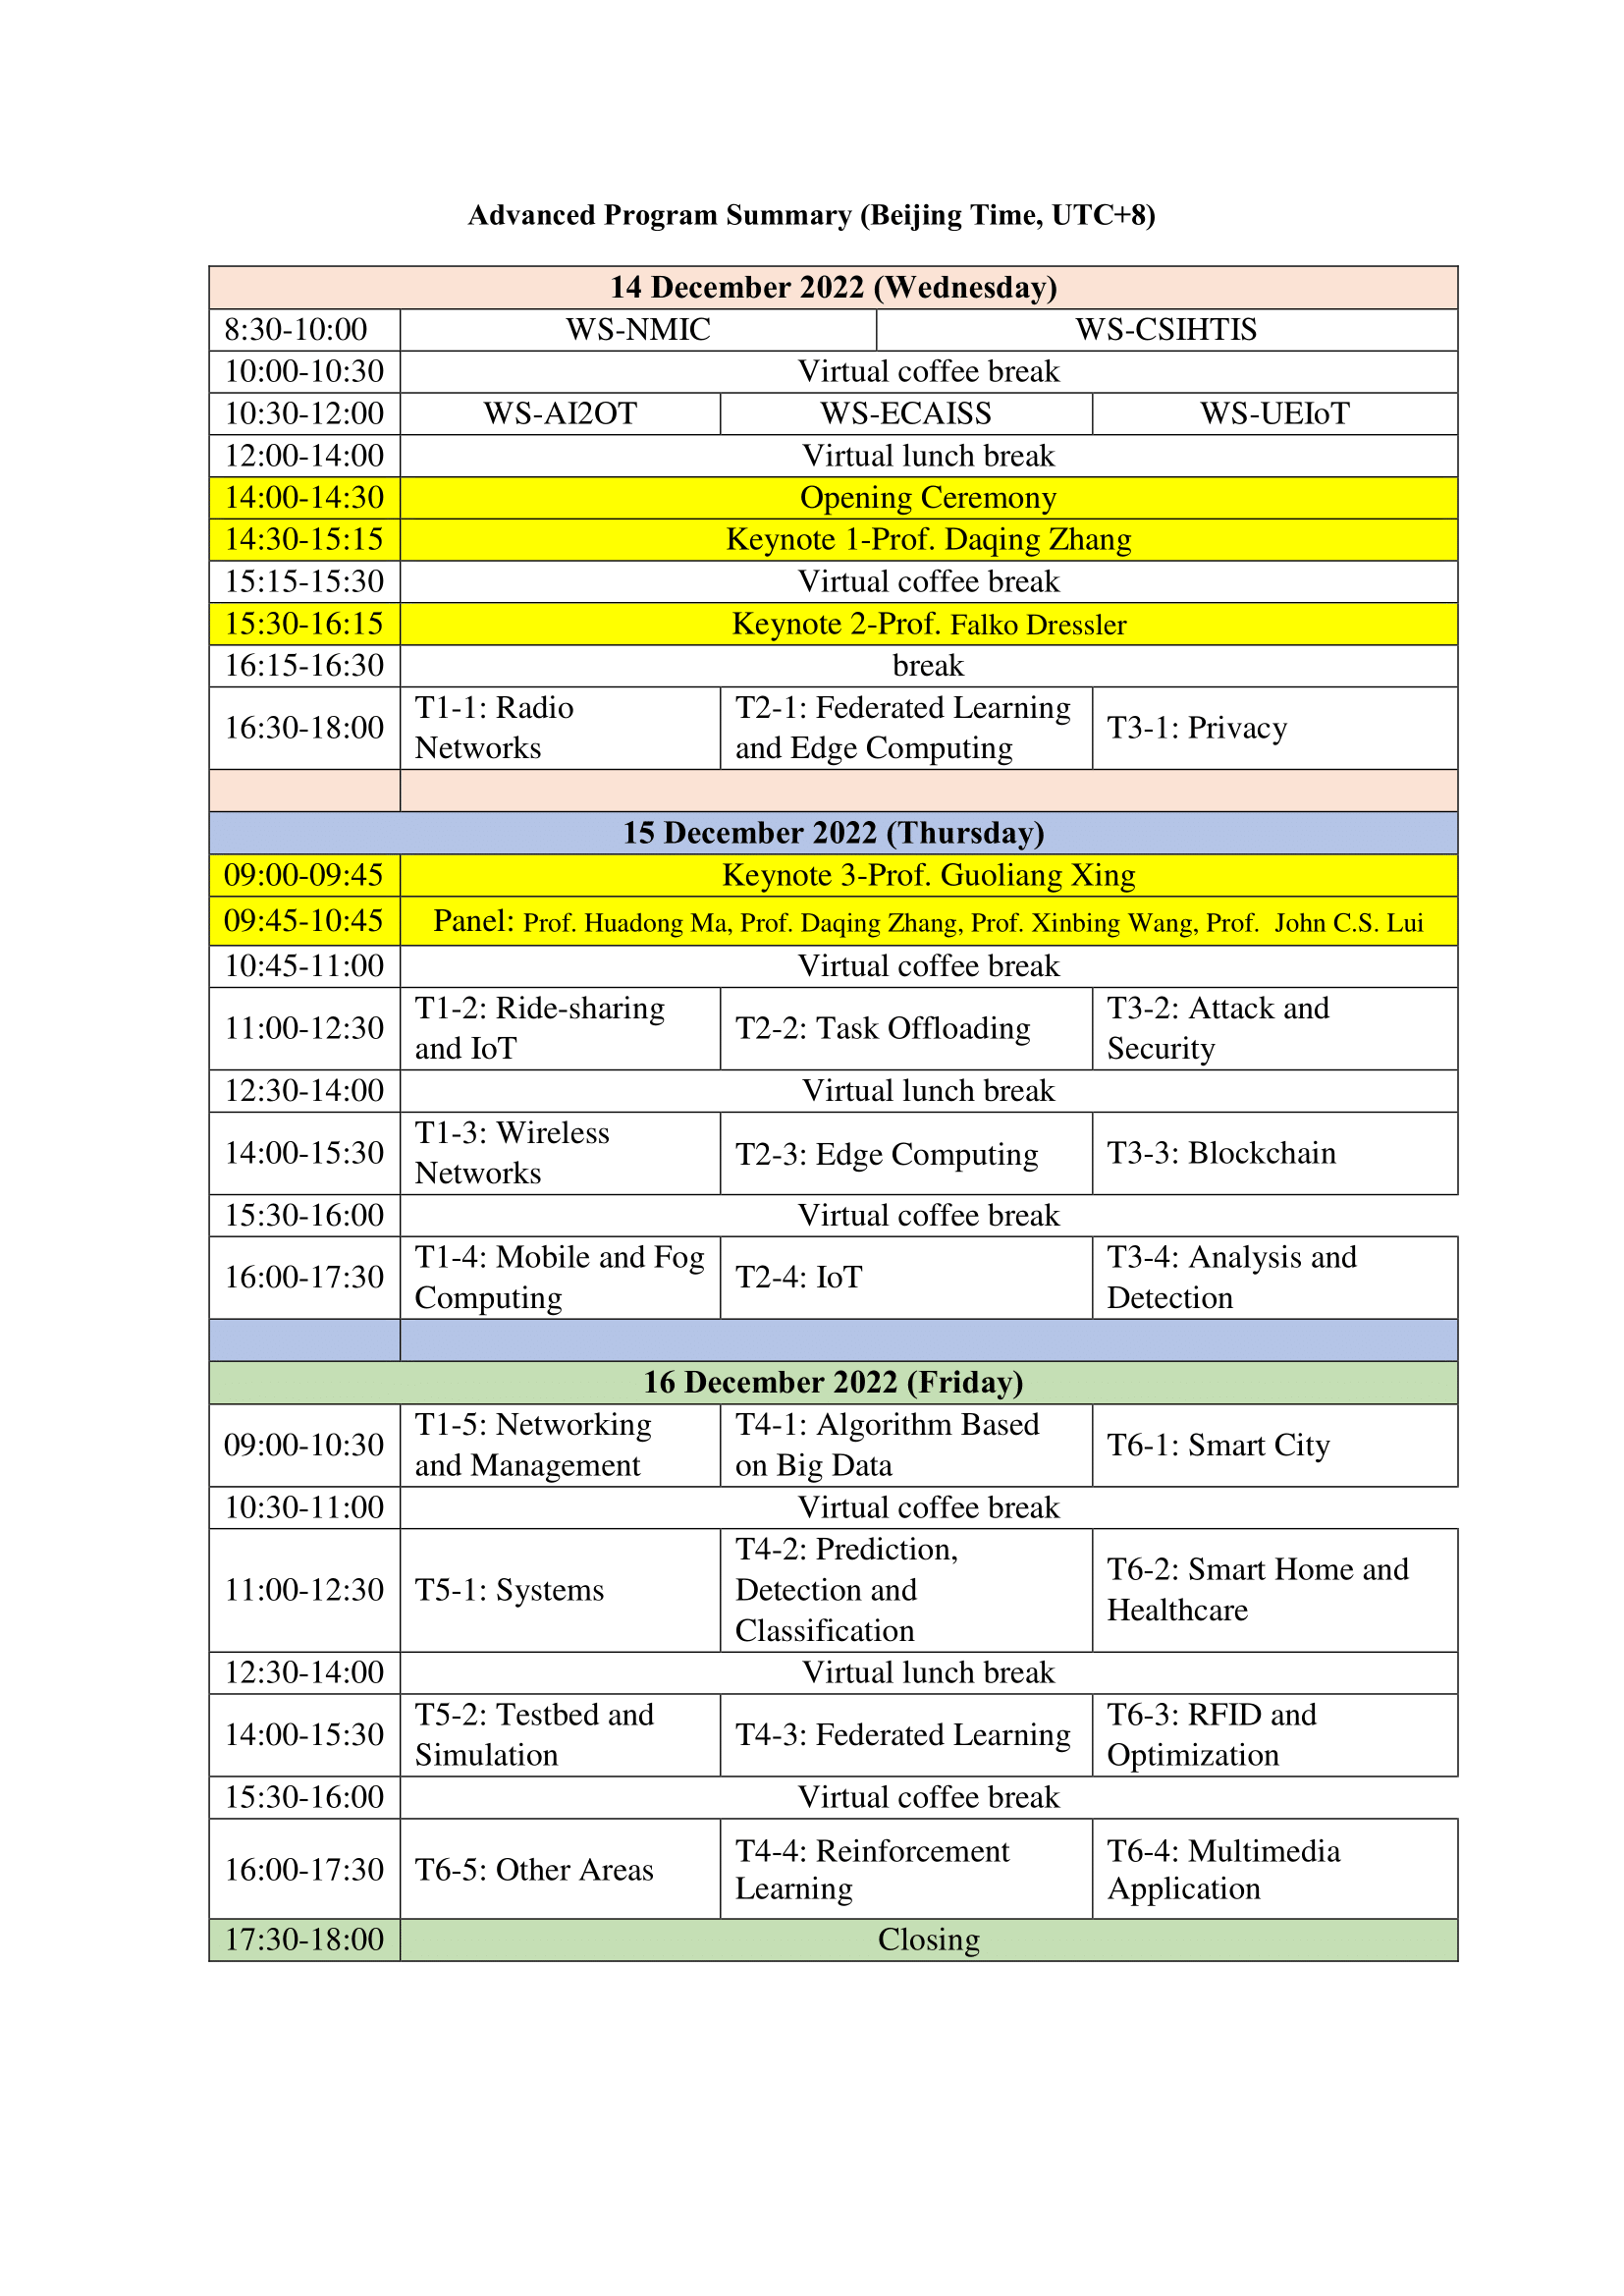 Advanced Program Summary (Beijing Time, UTC+8)
14 December 2022 (Wednesday)
8:30-10:00 WS-NMIC WS-CSIHTIS
10:00-10:30 Virtual coffee break
10:30-12:00 WS-AI2OT WS-ECAISS WS-UEIoT
12:00-14:00 Virtual lunch break
14:00-14:30 Opening Ceremony
14:30-15:15 Keynote 1-Prof. Daqing Zhang
15:15-15:30 Virtual coffee break
15:30-16:15 Keynote 2-Prof. Falko Dressler
16:15-16:30 break
16:30-18:00
T1-1: Radio
Networks
T2-1: Federated Learning
and Edge Computing
T3-1: Privacy
15 December 2022 (Thursday)
09:00-09:45 Keynote 3-Prof. Guoliang Xing
09:45-10:45 Panel: Prof. Huadong Ma, Prof. Daqing Zhang, Prof. Xinbing Wang, Prof. John C.S. Lui
10:45-11:00 Virtual coffee break
11:00-12:30
T1-2: Ride-sharing
and IoT
T2-2: Task Offloading
T3-2: Attack and
Security
12:30-14:00 Virtual lunch break
14:00-15:30
T1-3: Wireless
Networks
T2-3: Edge Computing
T3-3: Blockchain
15:30-16:00 Virtual coffee break
16:00-17:30
T1-4: Mobile and Fog
Computing
T2-4: IoT
T3-4: Analysis and
Detection
16 December 2022 (Friday)
09:00-10:30
T1-5: Networking
and Management
T4-1: Algorithm Based
on Big Data
T6-1: Smart City
10:30-11:00 Virtual coffee break
11:00-12:30
T5-1: Systems
T4-2: Prediction,
Detection and
Classification
T6-2: Smart Home and
Healthcare
12:30-14:00 Virtual lunch break
14:00-15:30
T5-2: Testbed and
Simulation
T4-3: Federated Learning
T6-3: RFID and
Optimization
15:30-16:00 Virtual coffee break
16:00-17:30
T6-5: Other Areas
T4-4: Reinforcement
Learning
T6-4: Multimedia
Application
17:30-18:00 Closing